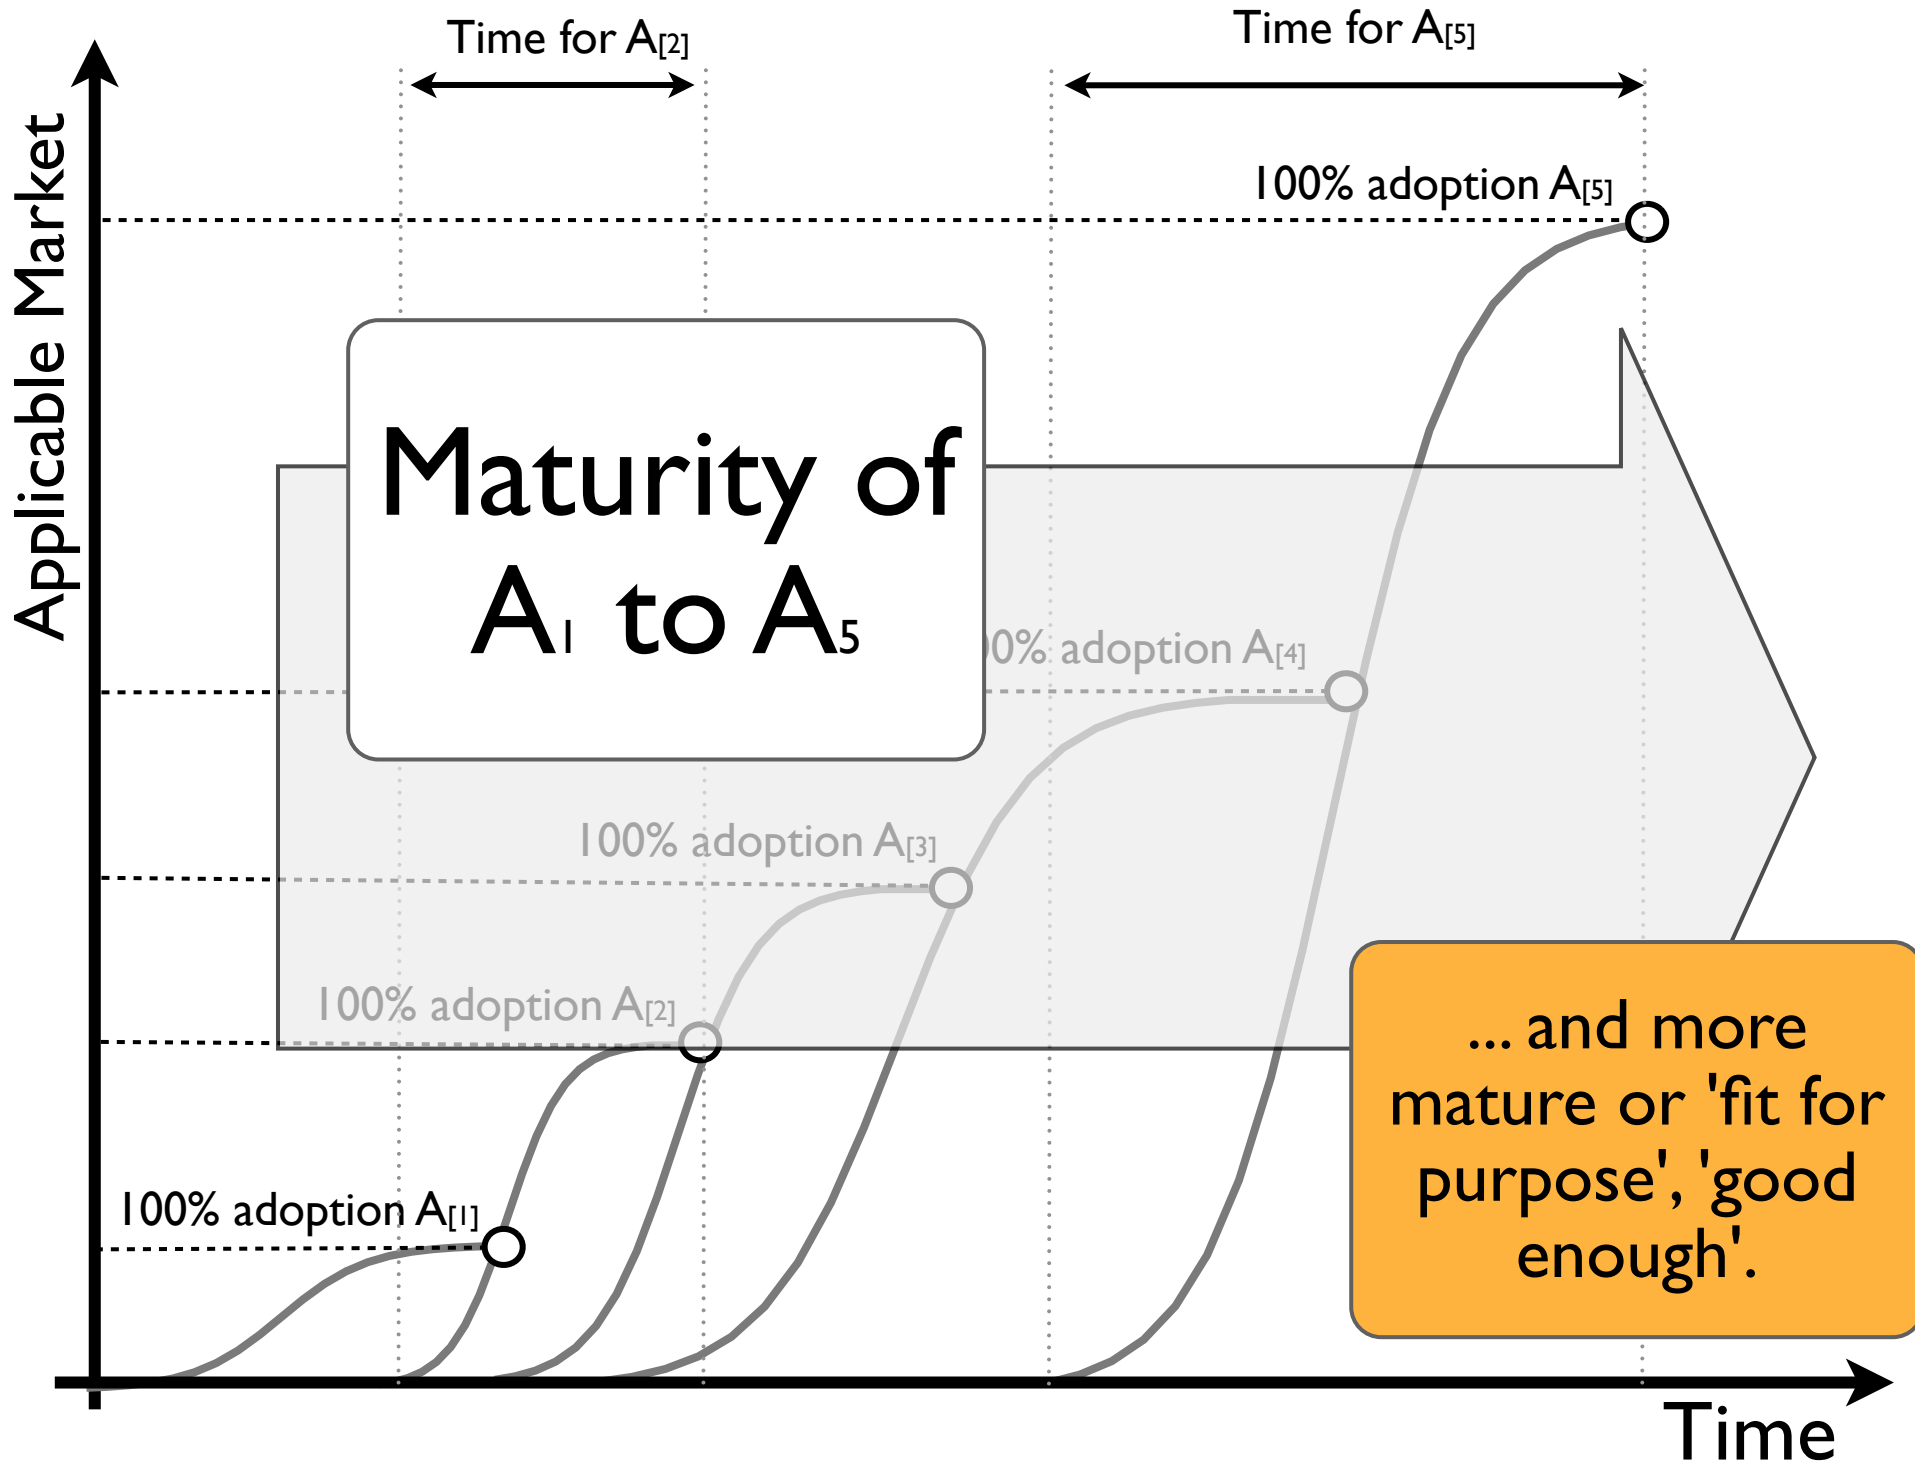 Time for A[2]
Time for A[5]
Applicable Market
100% adoption A[5]
Maturity of
A1 to A5
00% adoption A[4]
100% adoption A[3]
100% adoption A[2]
100% adoption A[1]
... and more
mature or 'fit for
purpose', 'good
enough'.
Time